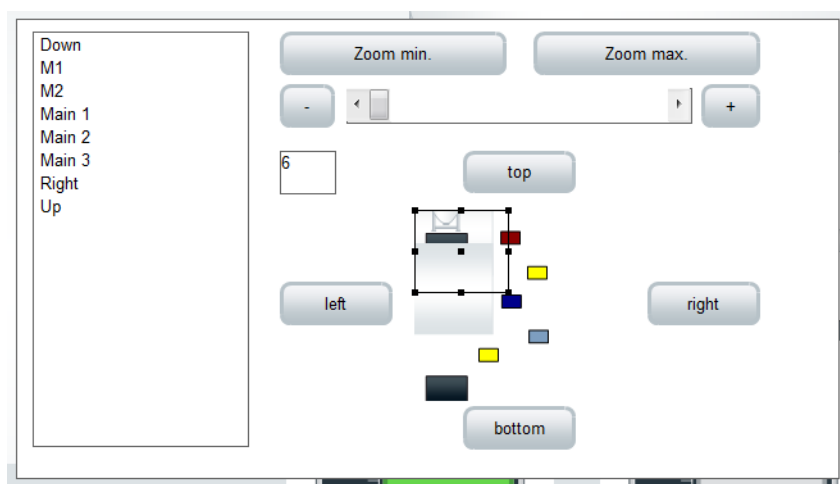 Down
M1
M2
Main 1
Main 2
Main 3
Right
Up
Zoom min.
Zoom max.
-
+
6
top
left
right
bottom